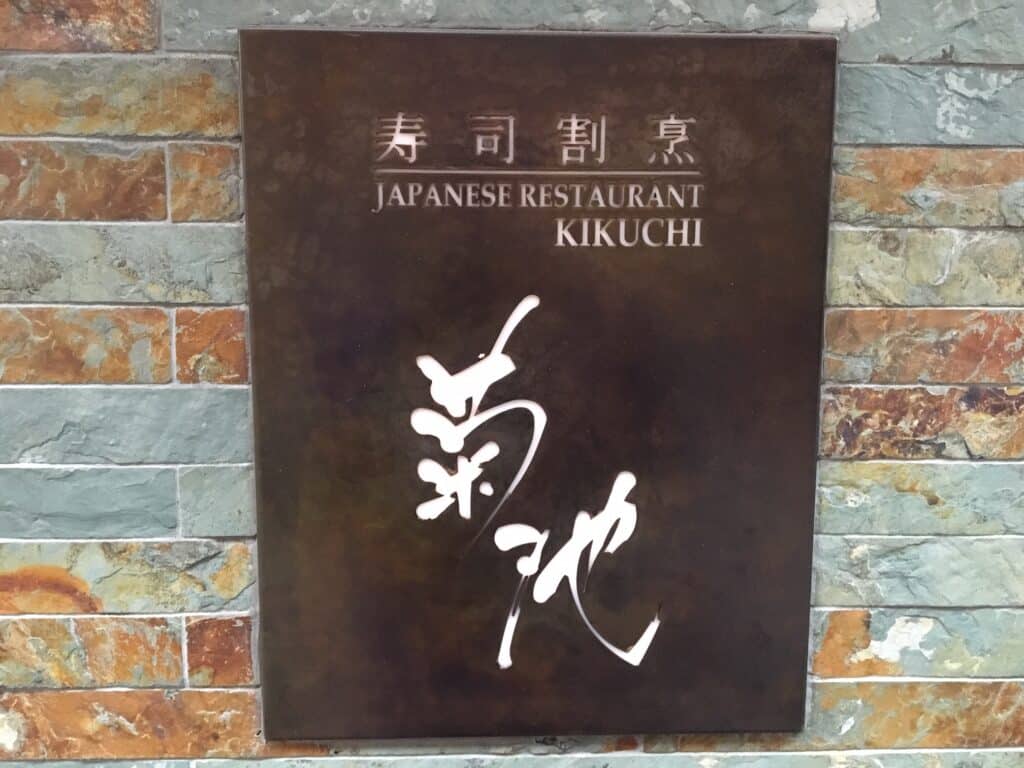 寿司割烹
JAPANESE RESTAURANT
KIKUCHI
菊池